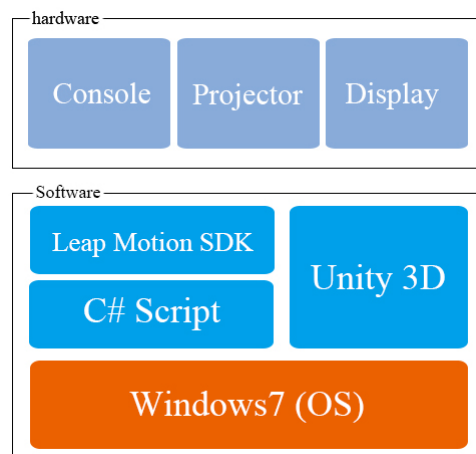 hardware
Console Projector Display
Software
Leap Motion SDK
C# Script
Unity 3D
Windows7 (OS)